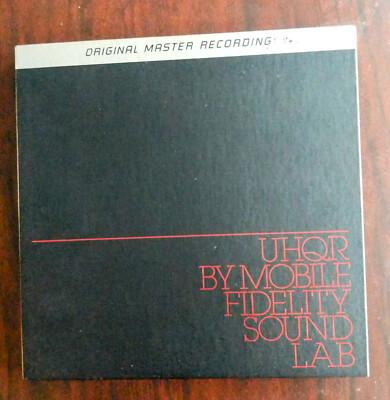 ORIGINAL MASTER RECORDING
UHQR
BY MOBILE
FIDELITY
SOUND
LAB